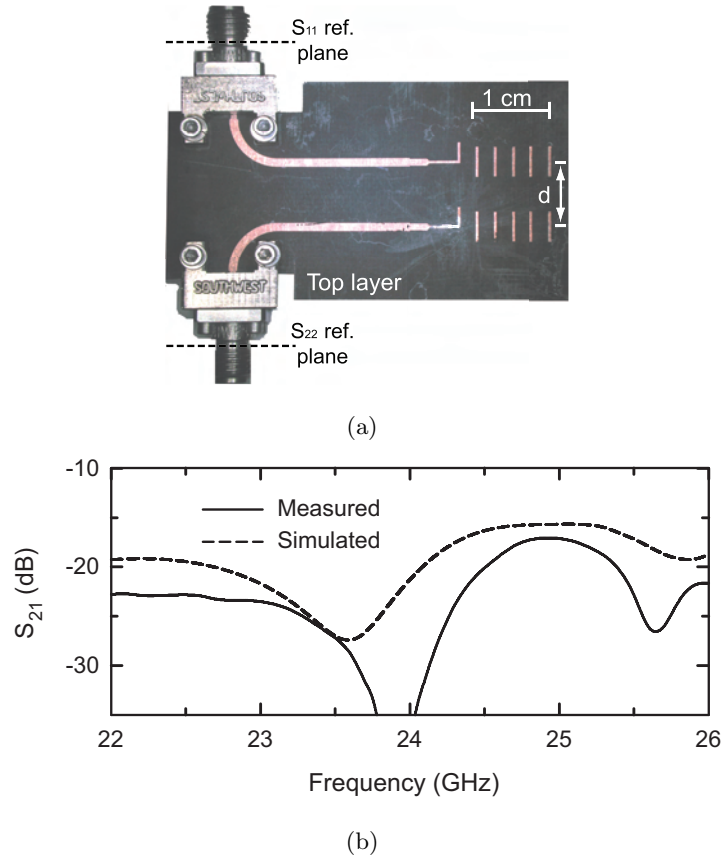 S11 ref.
plane
1 cm
d
SOUTHWEST
Top layer
S22 ref.
plane
(a)
-10
-20
-30
S21 (dB)
Measured
Simulated
22
23
24
25
26
Frequency (GHz)
(b)